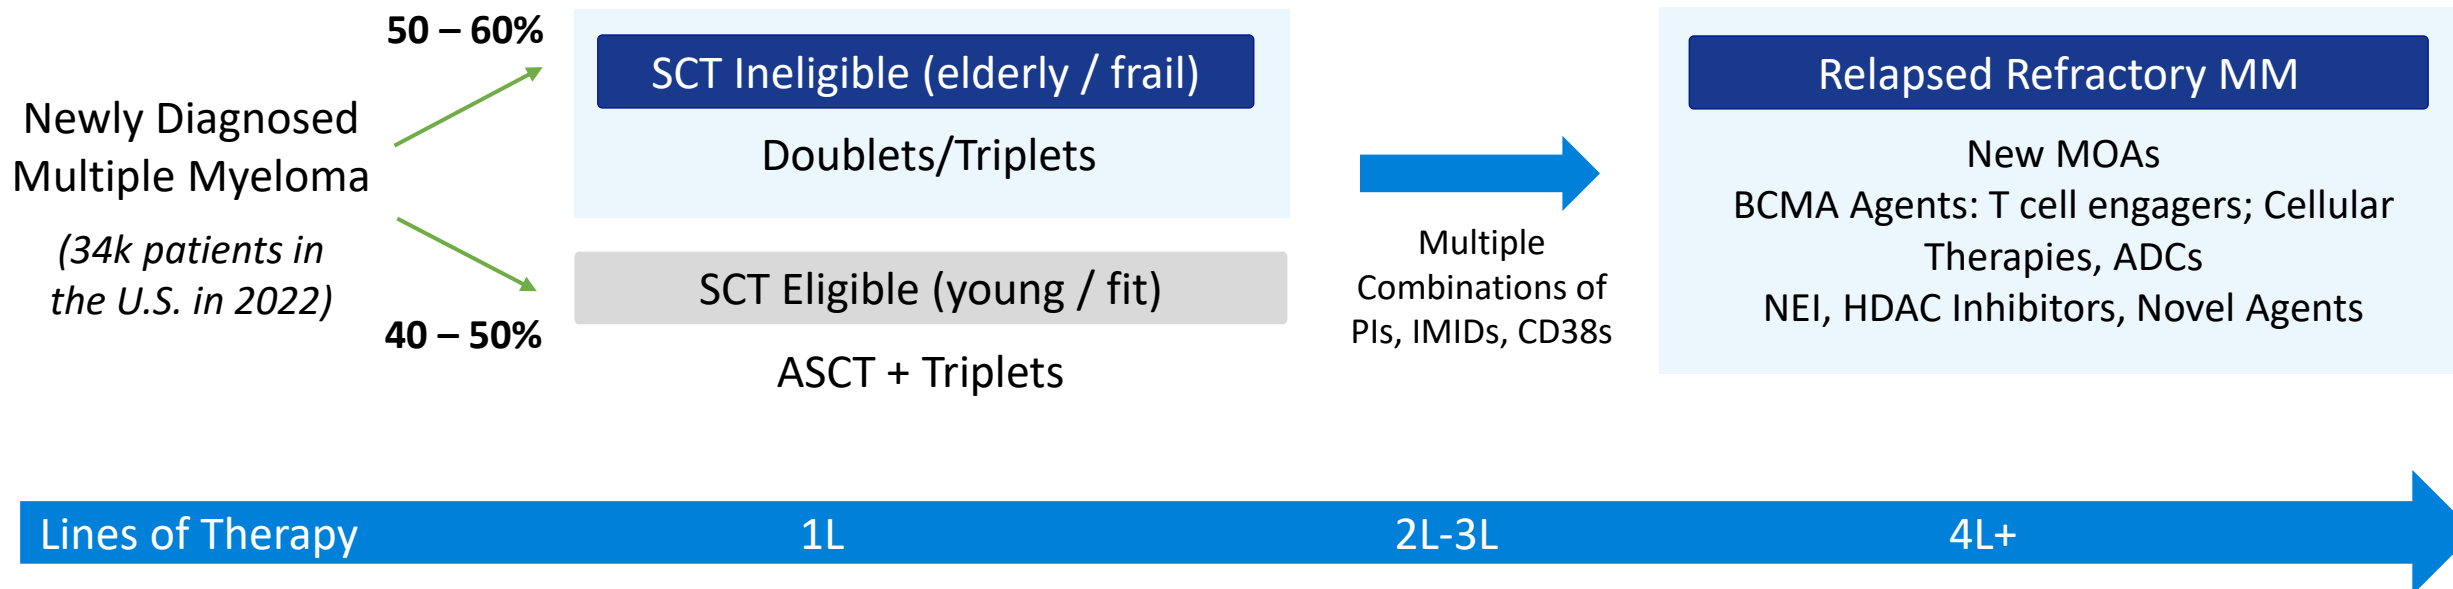 Newly Diagnosed
Multiple Myeloma
(34k patients in
the U.S. in 2022)
50 – 60%
40 – 50%
SCT Ineligible (elderly / frail)
Doublets/Triplets
SCT Eligible (young / fit)
ASCT + Triplets
Multiple
Combinations of
PIs, IMIDs, CD38s
Relapsed Refractory MM
New MOAs
BCMA Agents: T cell engagers; Cellular
Therapies, ADCs
NEI, HDAC Inhibitors, Novel Agents
Lines of Therapy
1L
2L-3L
4L+